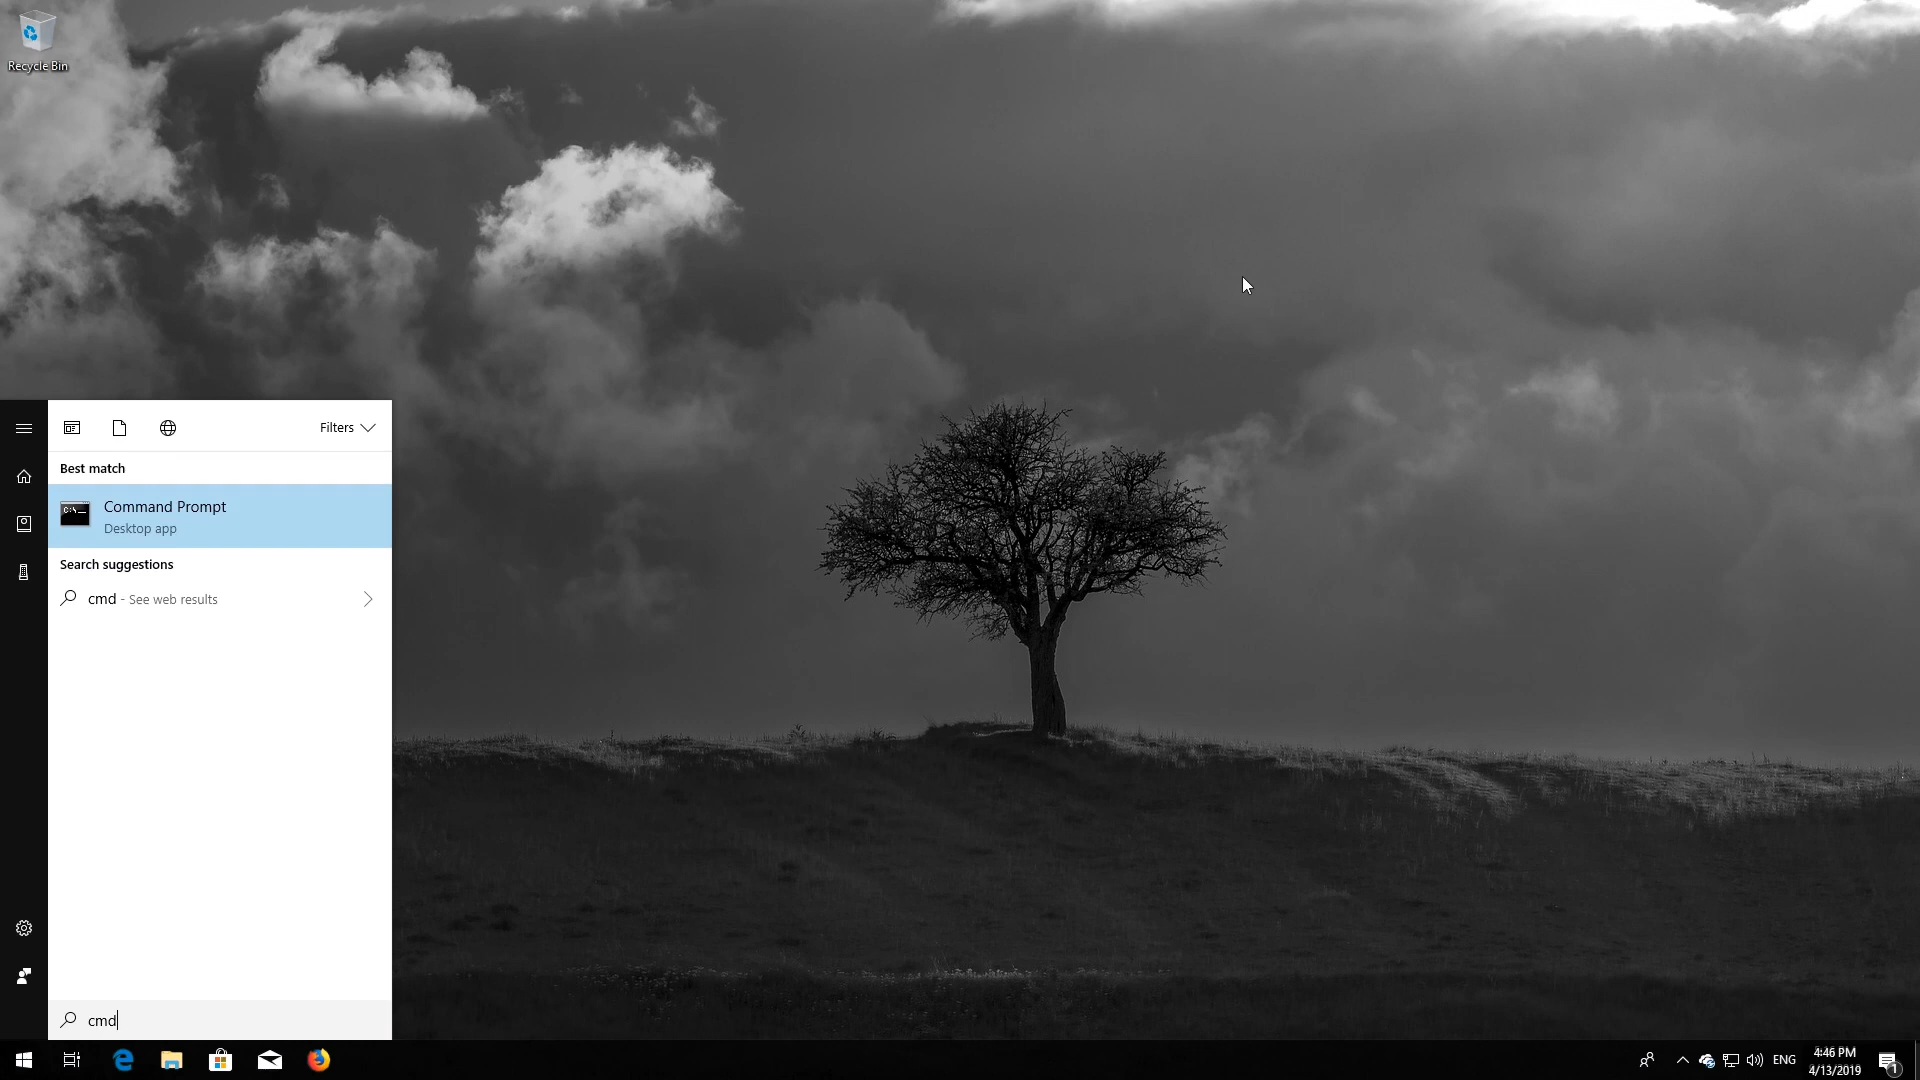 Recycle Bin
Filters
Best match
C:\_
Command Prompt
Desktop app
Search suggestions
cmd - See web results
cmd
ENG
4:46 PM
4/13/2019
1